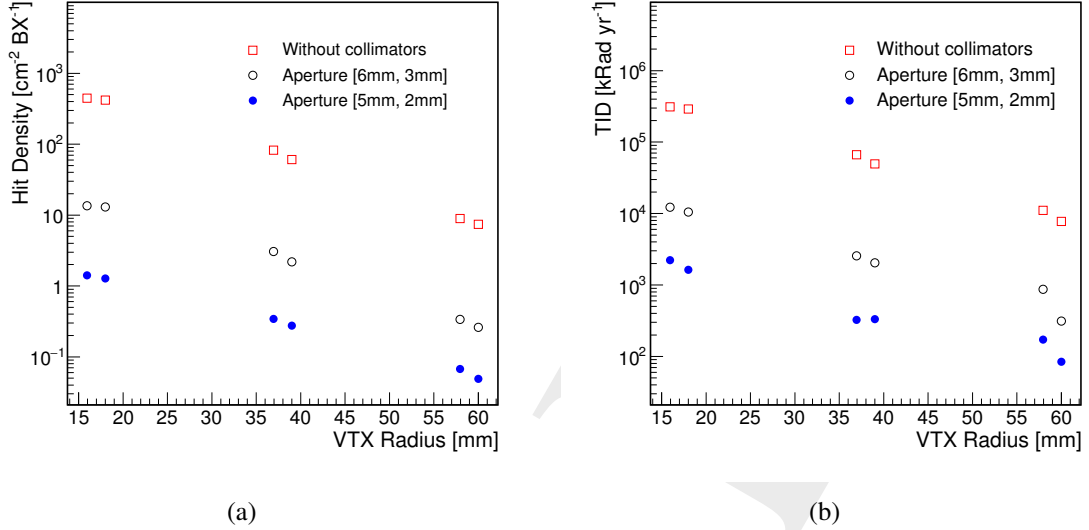 Hit Density [cm⁻² BX⁻¹]
10³
10²
10
1
10⁻¹
Without collimators
Aperture [6mm, 3mm]
Aperture [5mm, 2mm]
15 20 25 30 35 40 45 50 55 60
VTX Radius [mm]
(a)
TID [kRad yr⁻¹]
10⁶
10⁵
10⁴
10³
10²
Without collimators
Aperture [6mm, 3mm]
Aperture [5mm, 2mm]
15 20 25 30 35 40 45 50 55 60
VTX Radius [mm]
(b)